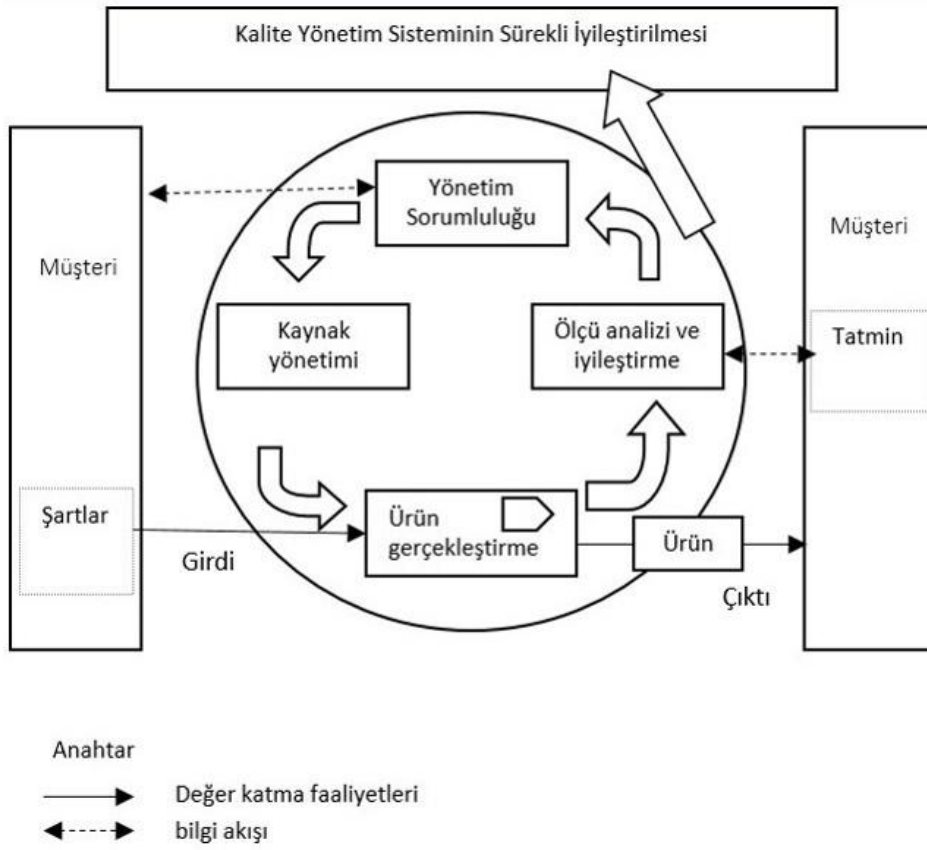 Kalite Yönetim Sisteminin Sürekli İyileştirilmesi
Yönetim
Sorumluluğu
Müşteri
Müşteri
Kaynak
yönetimi
Ölçü analizi ve
iyileştirme
Tatmin
Şartlar
Girdi
Ürün
gerçekleştirme
Ürün
Çıktı
Anahtar
Değer katma faaliyetleri
bilgi akışı